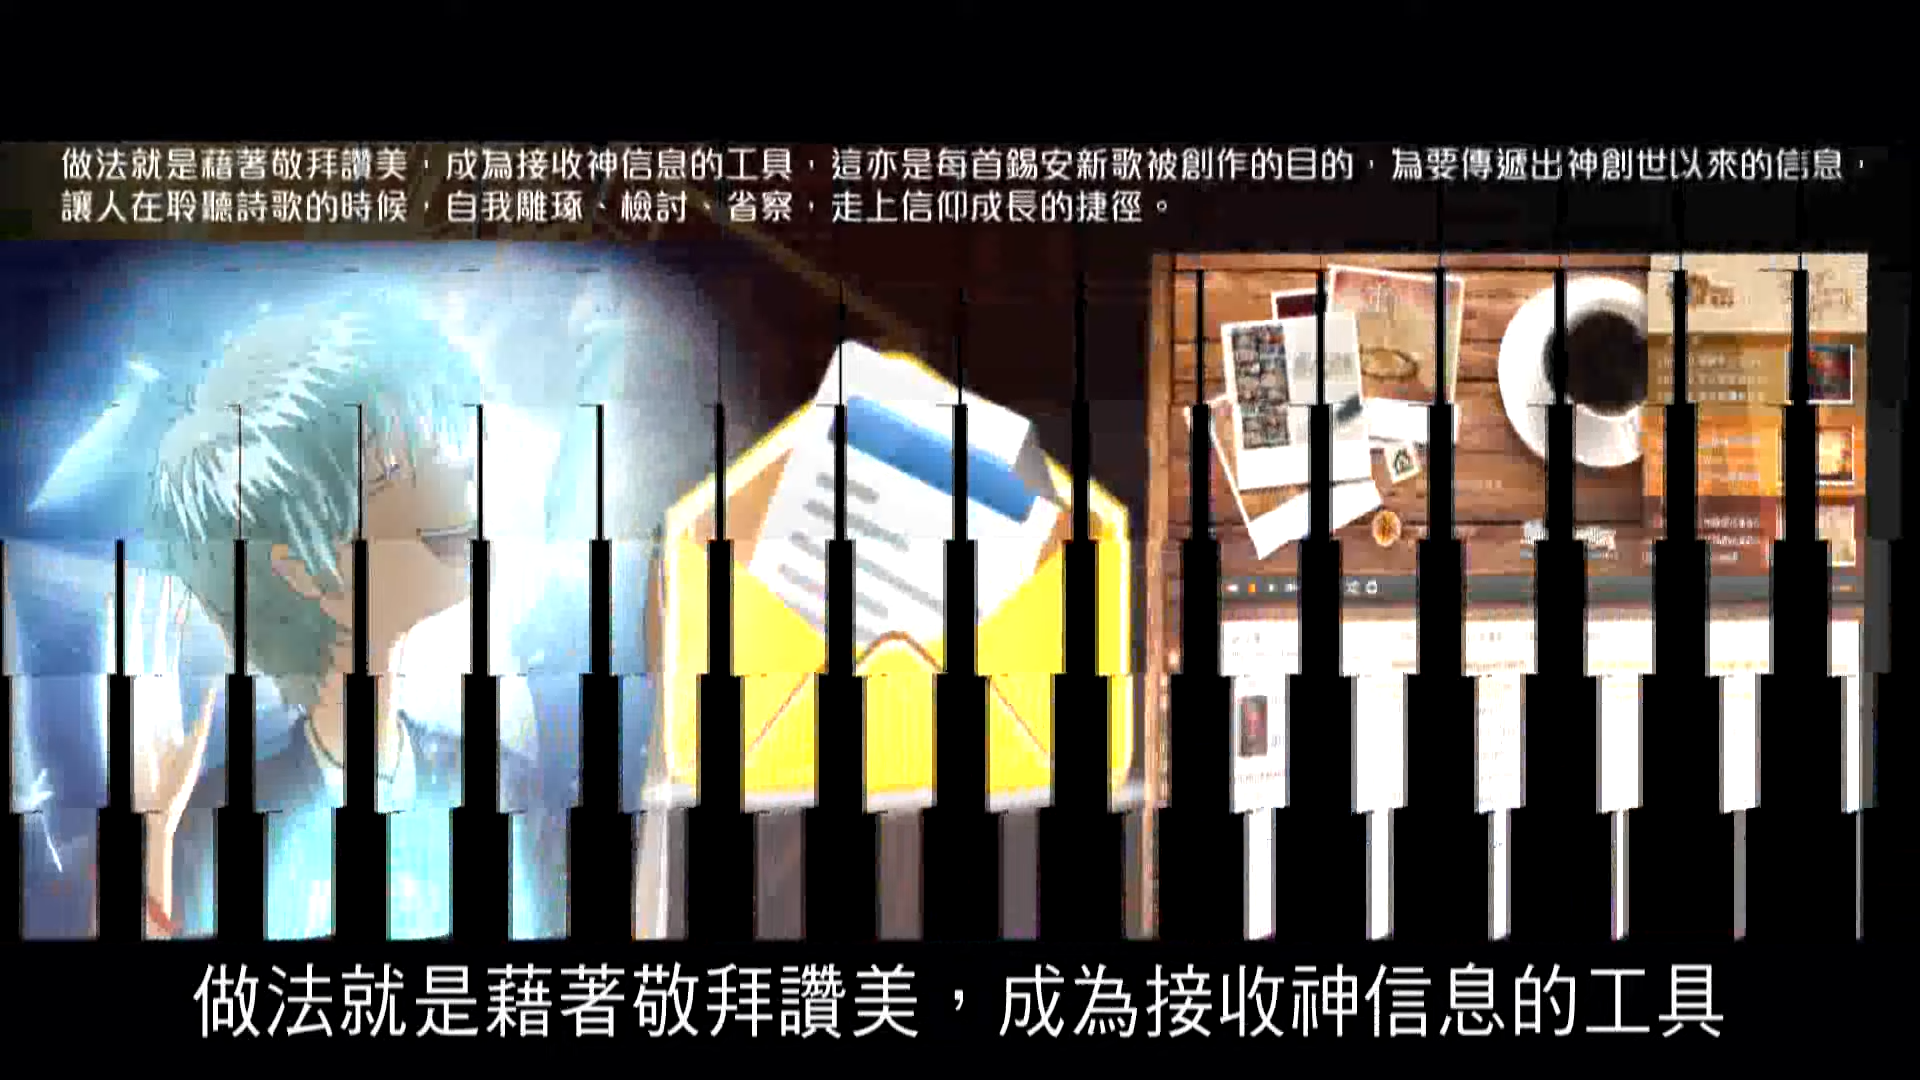 做法就是藉著敬拜讚美，成為接收神信息的工具，這亦是每首錫安新歌被創作的目的，為要傳遞出神創世以來的信息，
讓人在聆聽詩歌的時候，自我雕琢、檢討、省察，走上信仰成長的捷徑。
做法就是藉著敬拜讚美，成為接收神信息的工具